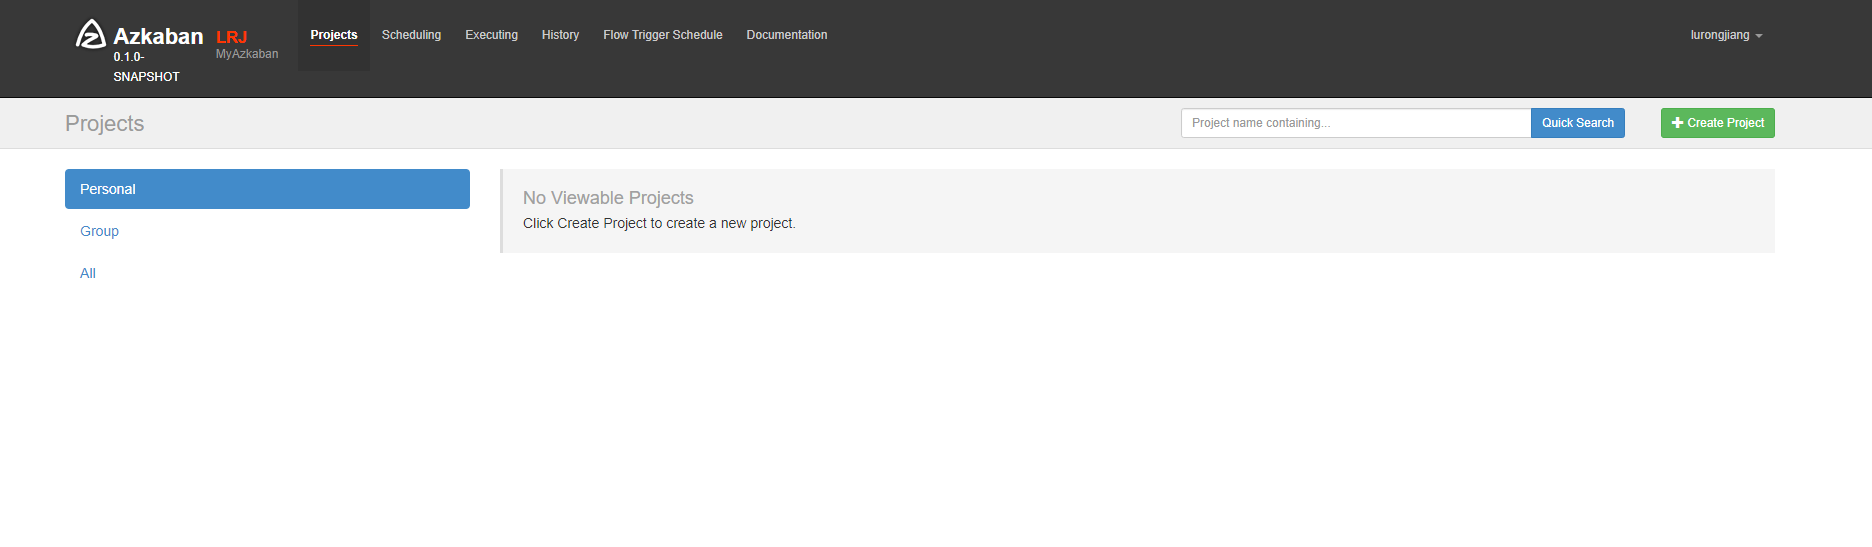 Azkaban
0.1.0-
SNAPSHOT
LRJ
MyAzkaban
Projects Scheduling Executing History Flow Trigger Schedule Documentation
lurongjiang
Projects
Project name containing... Quick Search Create Project
Personal
Group
All
No Viewable Projects
Click Create Project to create a new project.